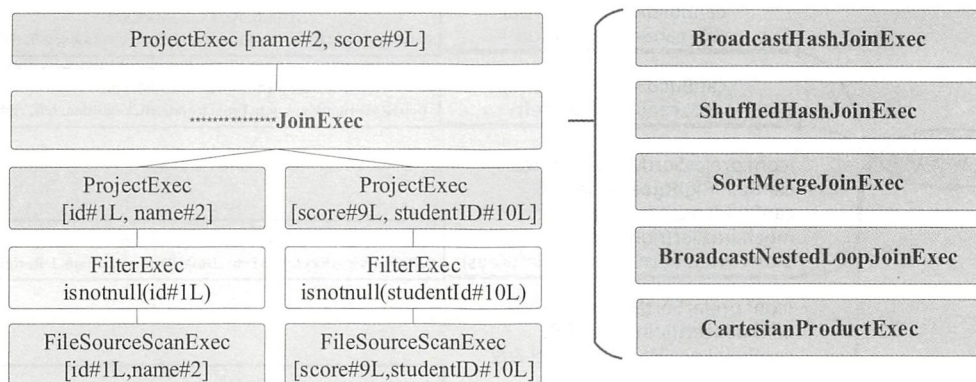 ProjectExec [name#2, score#9L]
**************JoinExec
ProjectExec
[id#1L, name#2]
ProjectExec
[score#9L, studentID#10L]
FilterExec
isnotnull(id#1L)
FilterExec
isnotnull(studentId#10L)
FileSourceScanExec
[id#1L,name#2]
FileSourceScanExec
[score#9L,studentID#10L]
BroadcastHashJoinExec
ShuffledHashJoinExec
SortMergeJoinExec
BroadcastNestedLoopJoinExec
CartesianProductExec